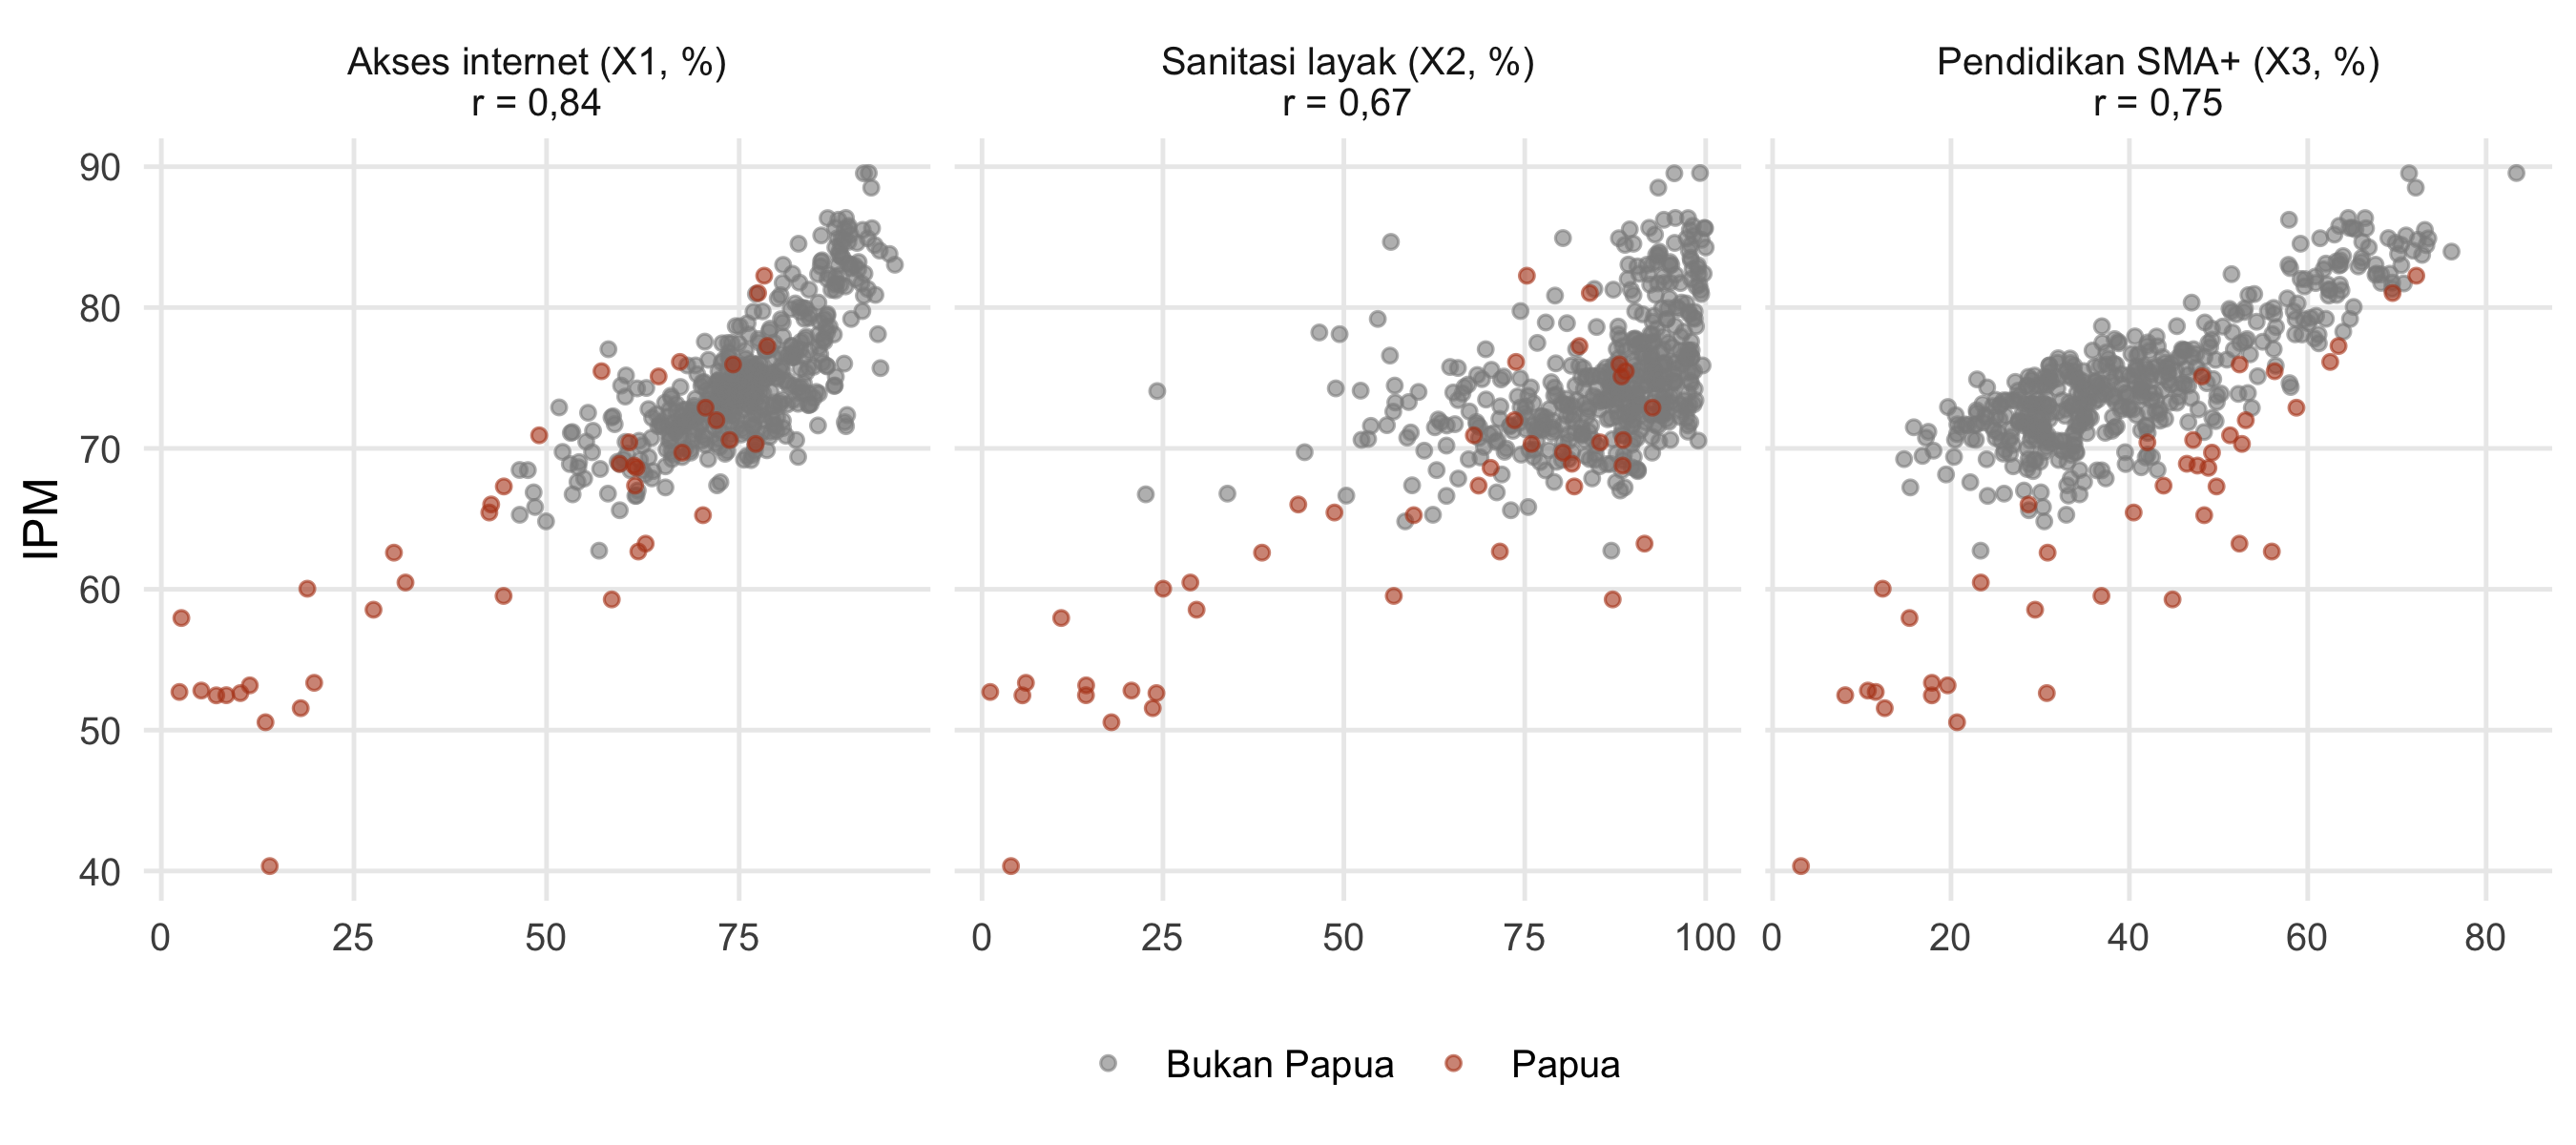 Akses internet (X1, %)
r = 0,84
Sanitasi layak (X2, %)
r = 0,67
Pendidikan SMA+ (X3, %)
r = 0,75
IPM
90
80
70
60
50
40
0 25 50 75
0 25 50 75 100
0 20 40 60 80
Bukan Papua
Papua